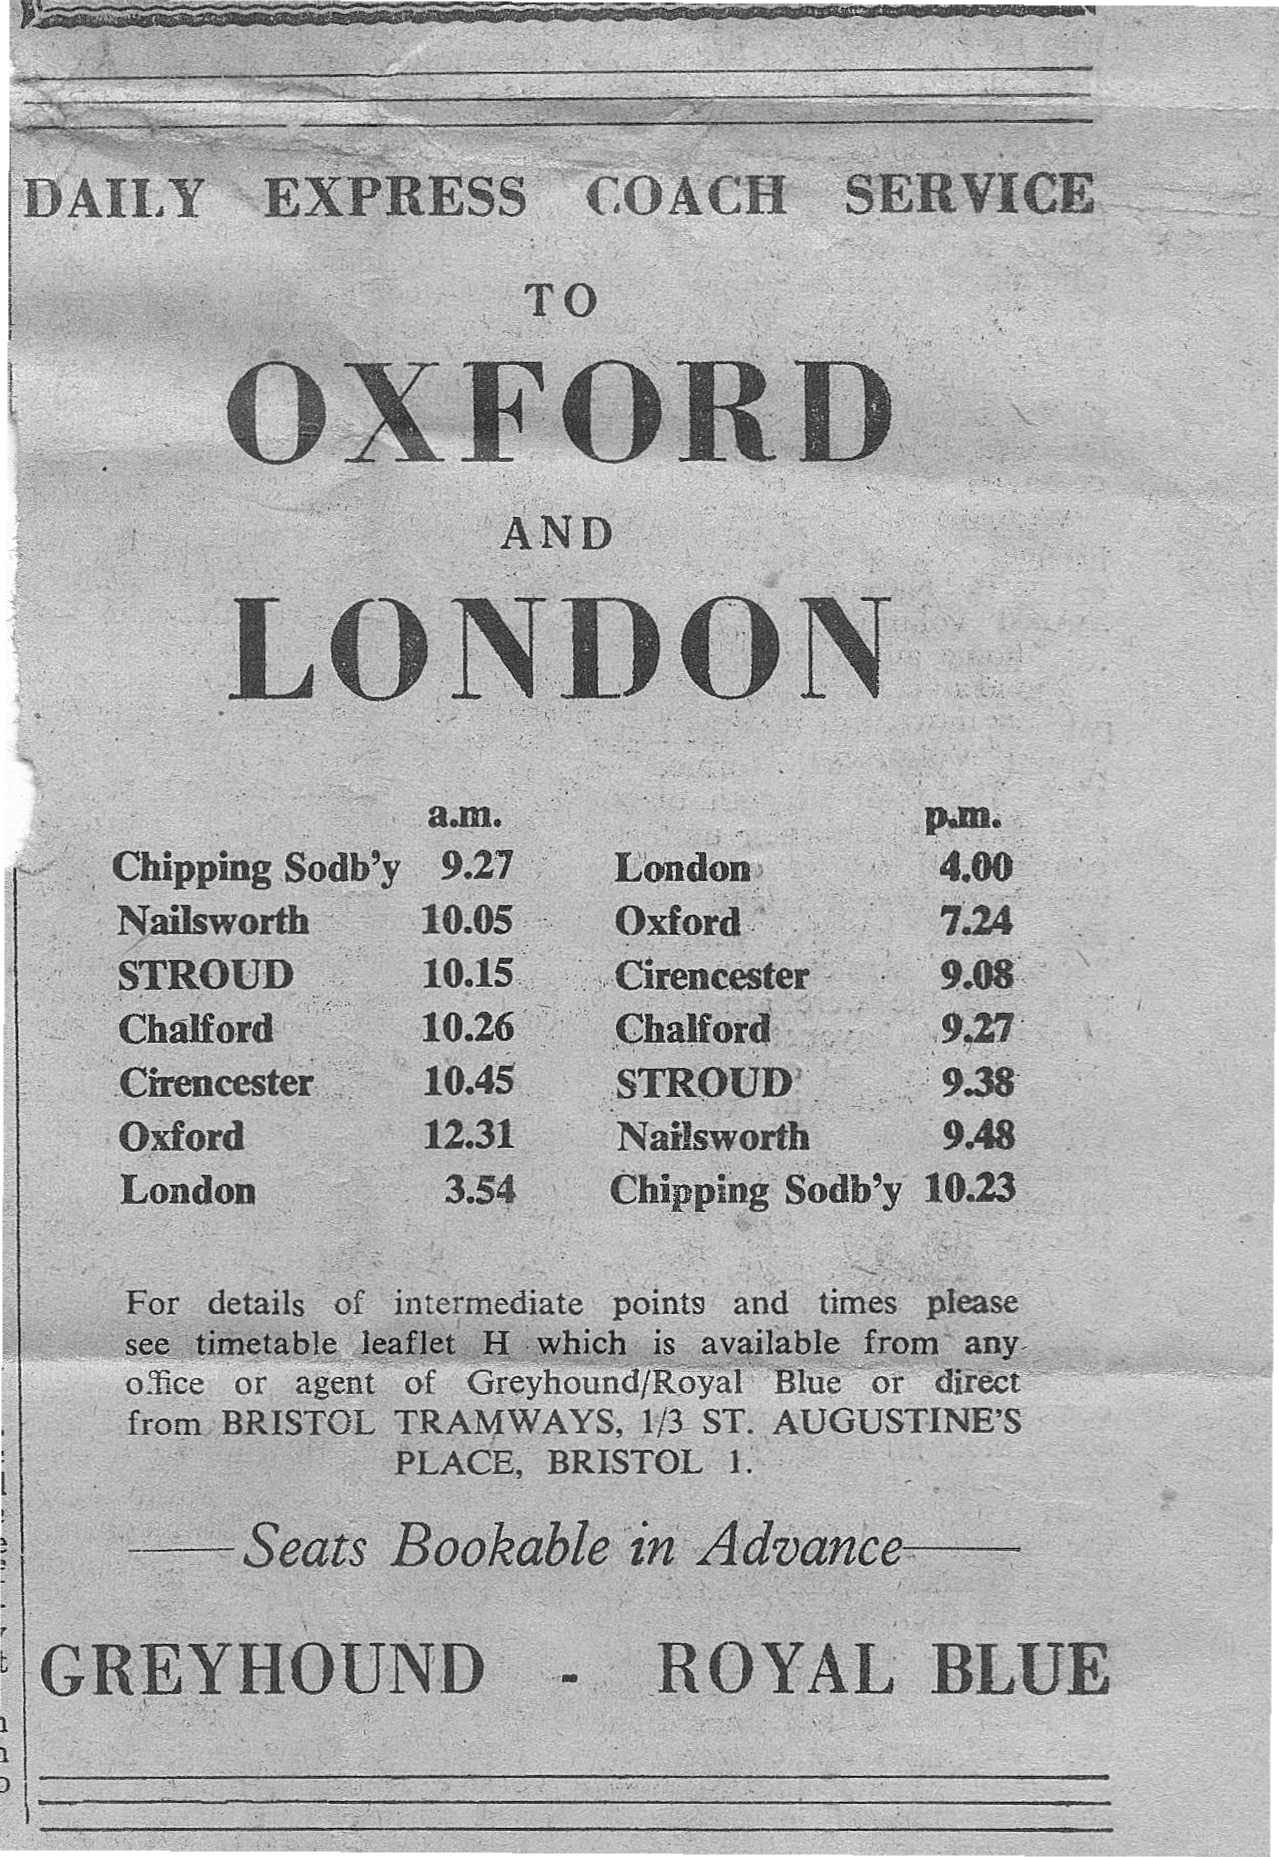 DAILY EXPRESS COACH SERVICE
TO
OXFORD
AND
LONDON
a.m. p.m.
Chipping Sodb'y 9.27 London 4.00
Nailsworth 10.05 Oxford 7.24
STROUD 10.15 Cirencester 9.08
Chalford 10.26 Chalford 9.27
Cirencester 10.45 STROUD 9.38
Oxford 12.31 Nailsworth 9.48
London 3.54 Chipping Sodb'y 10.23
For details of intermediate points and times please
see timetable leaflet H which is available from any
office or agent of Greyhound/Royal Blue or direct
from BRISTOL TRAMWAYS, 1/3 ST. AUGUSTINE'S
PLACE, BRISTOL 1.
Seats Bookable in Advance
GREYHOUND - ROYAL BLUE